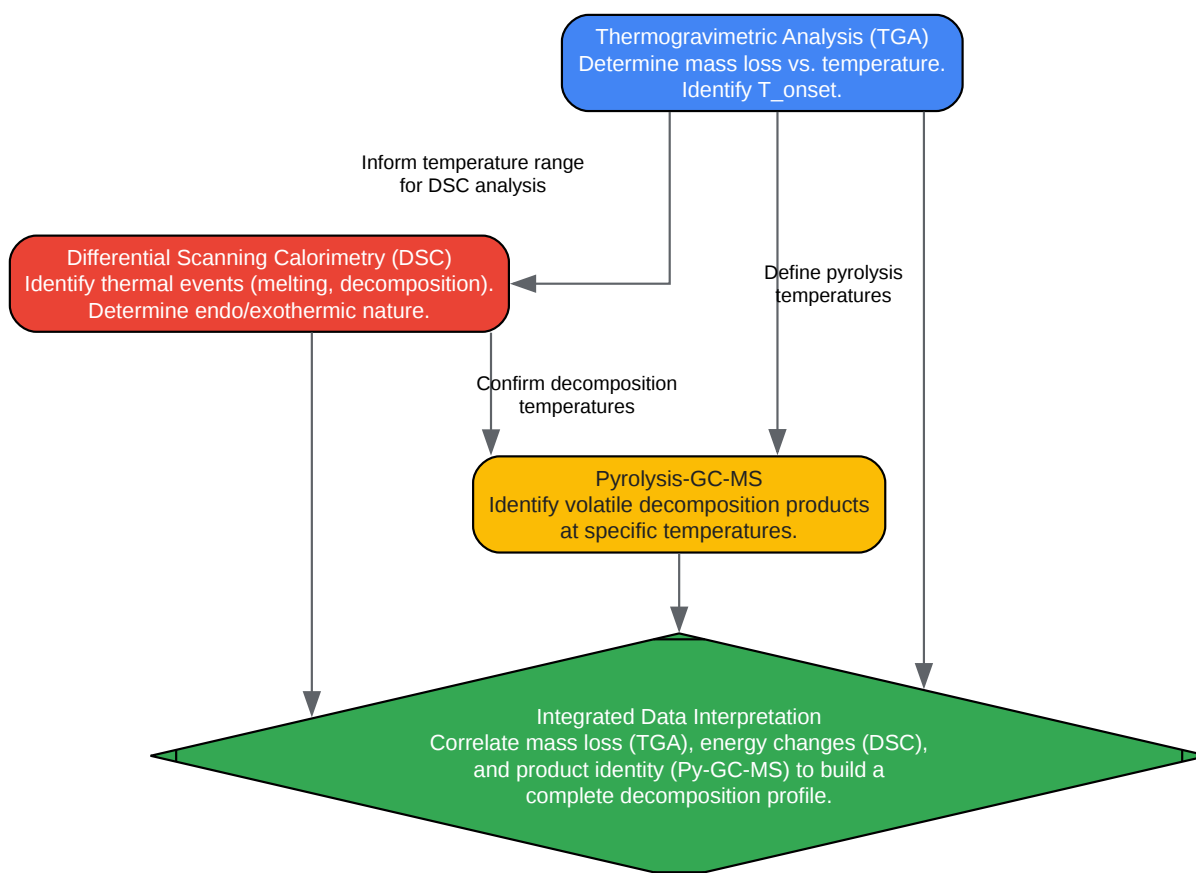 Thermogravimetric Analysis (TGA)
Determine mass loss vs. temperature.
Identify T_onset.
Inform temperature range
for DSC analysis
Differential Scanning Calorimetry (DSC)
Identify thermal events (melting, decomposition).
Determine endo/exothermic nature.
Define pyrolysis
temperatures
Confirm decomposition
temperatures
Pyrolysis-GC-MS
Identify volatile decomposition products
at specific temperatures.
Integrated Data Interpretation
Correlate mass loss (TGA), energy changes (DSC),
and product identity (Py-GC-MS) to build a
complete decomposition profile.